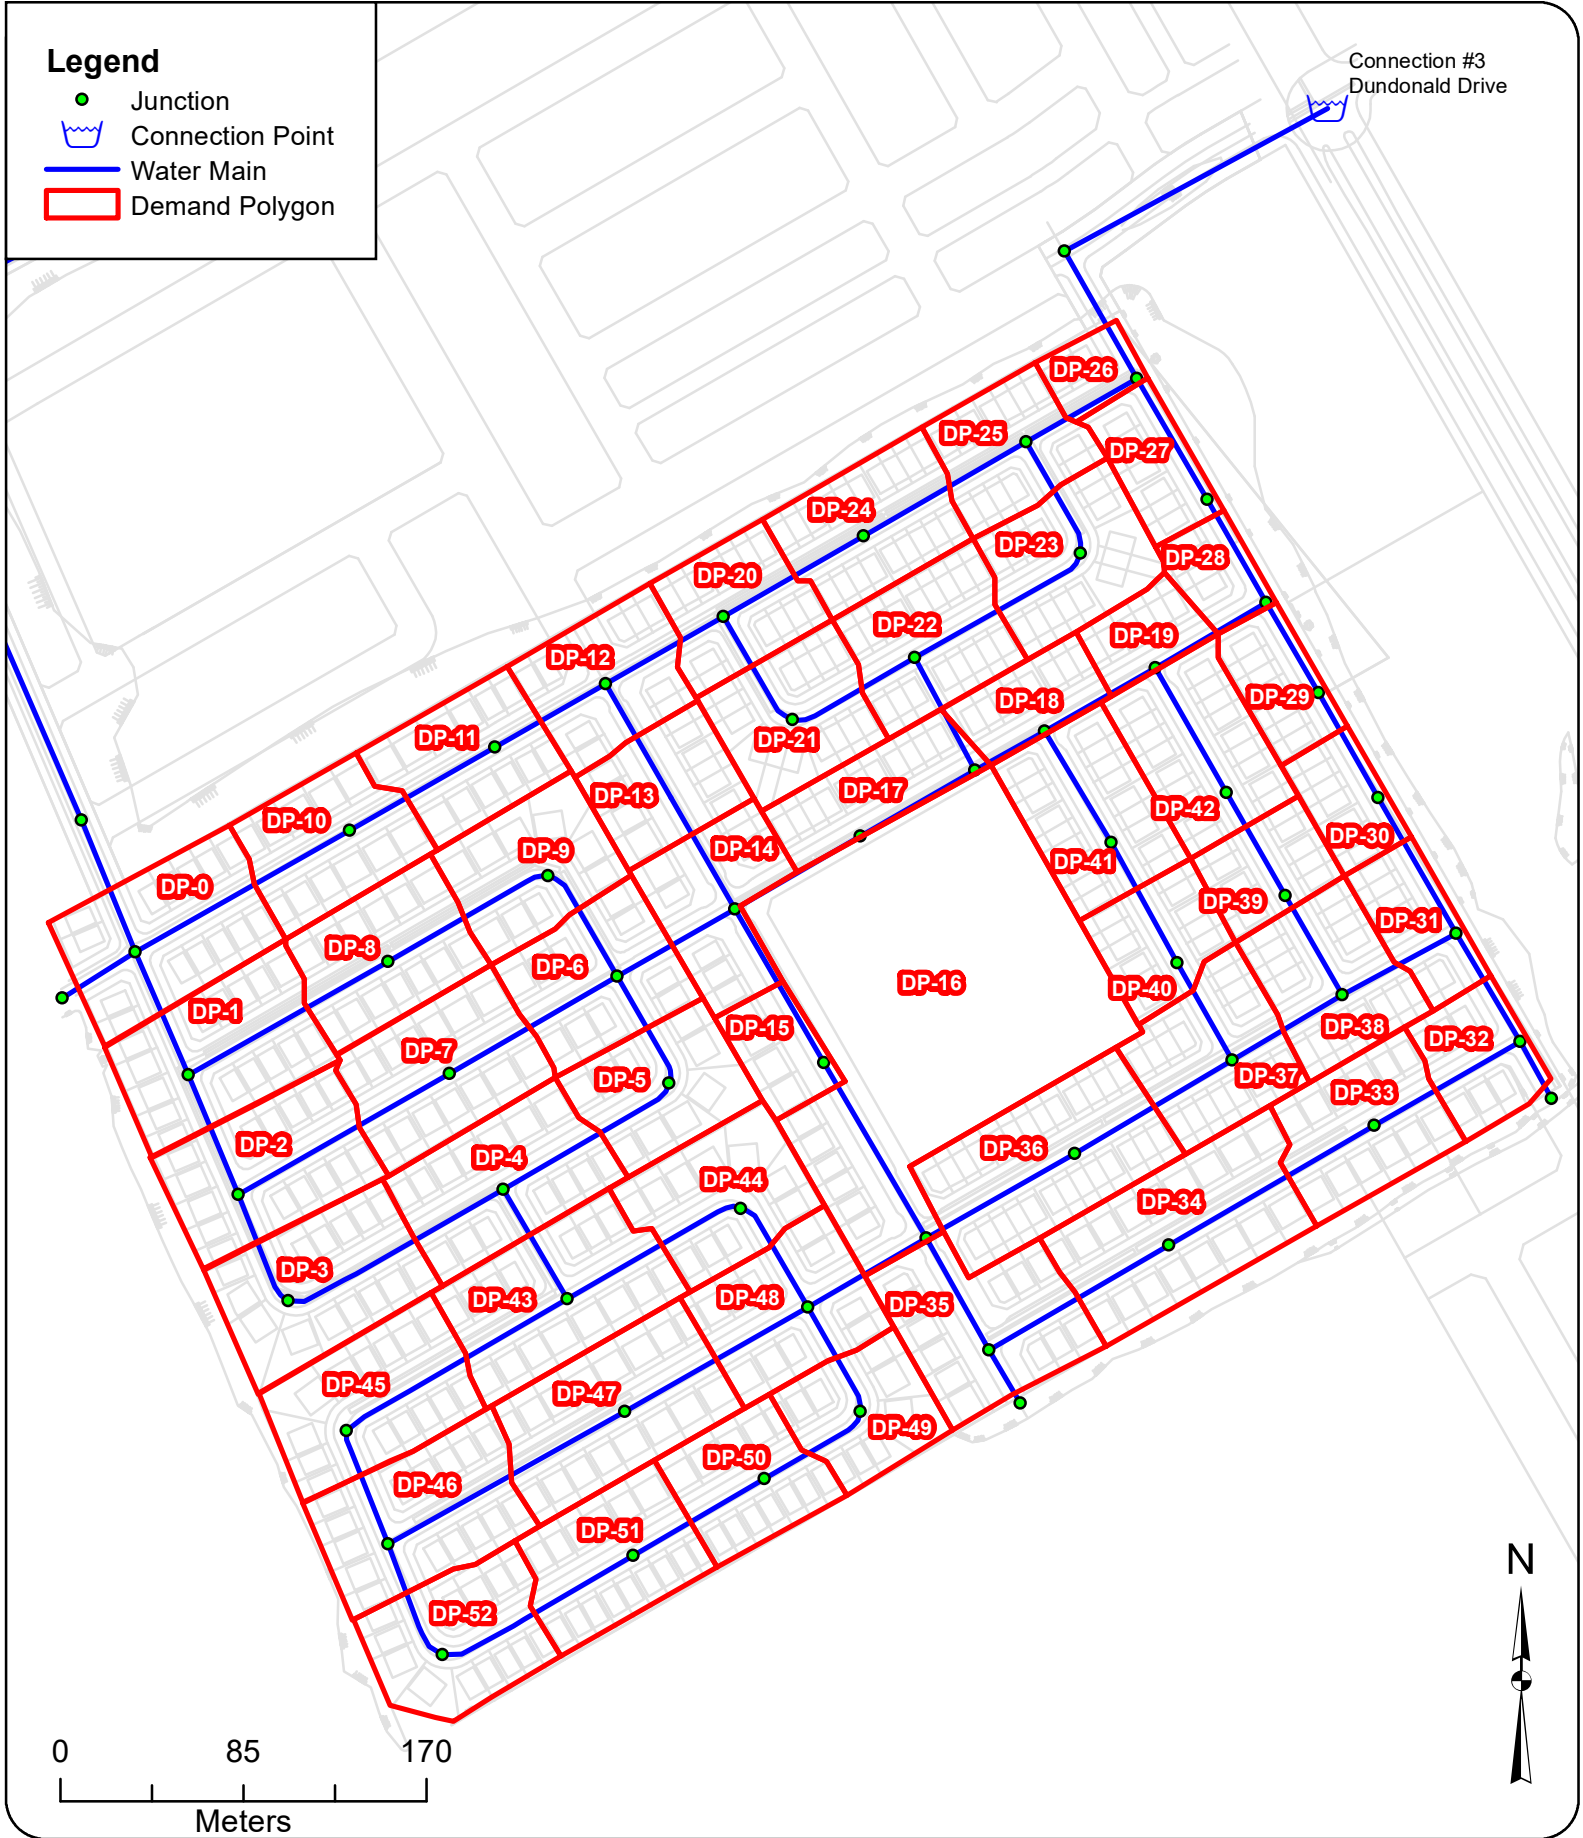 Legend
Junction
Connection Point
Water Main
Demand Polygon
Connection #3
Dundonald Drive
DP-26
DP-25
DP-27
DP-24
DP-23
DP-28
DP-20
DP-22
DP-19
DP-12
DP-29
DP-18
DP-11
DP-21
DP-17
DP-13
DP-42
DP-10
DP-30
DP-14
DP-9
DP-41
DP-0
DP-39
DP-31
DP-8
DP-6
DP-16
DP-40
DP-1
DP-15
DP-38
DP-32
DP-7
DP-5
DP-37
DP-33
DP-2
DP-36
DP-4
DP-44
DP-34
DP-3
DP-43
DP-48
DP-35
DP-45
DP-47
DP-49
DP-50
DP-46
DP-51
DP-52
N
0 85 170
Meters